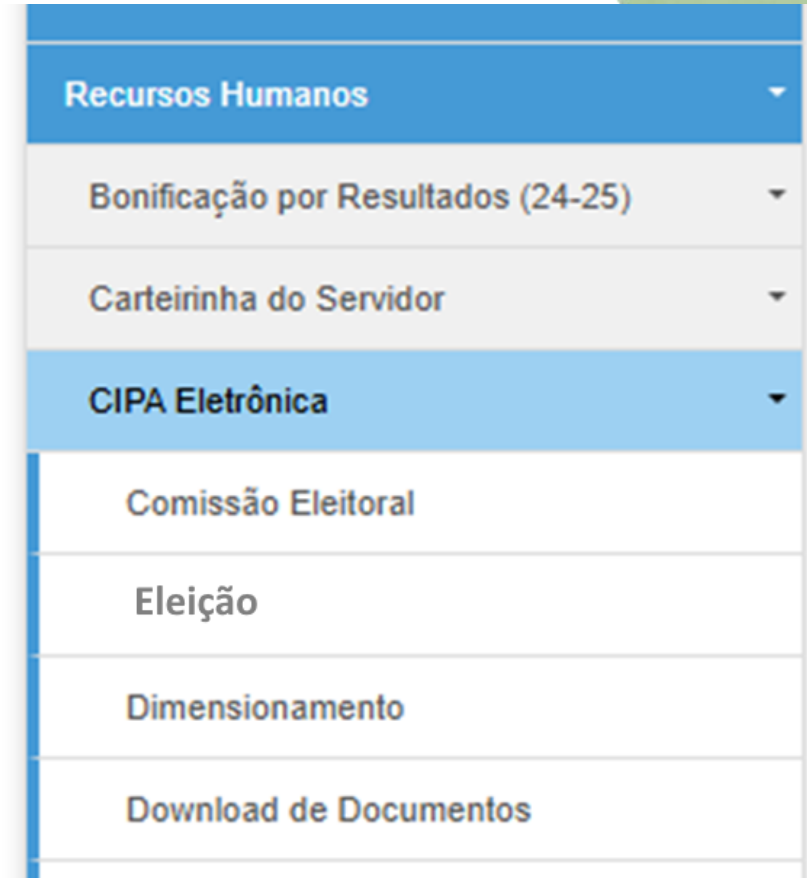 Recursos Humanos
Bonificação por Resultados (24-25)
Carteirinha do Servidor
CIPA Eletrônica
Comissão Eleitoral
Eleição
Dimensionamento
Download de Documentos